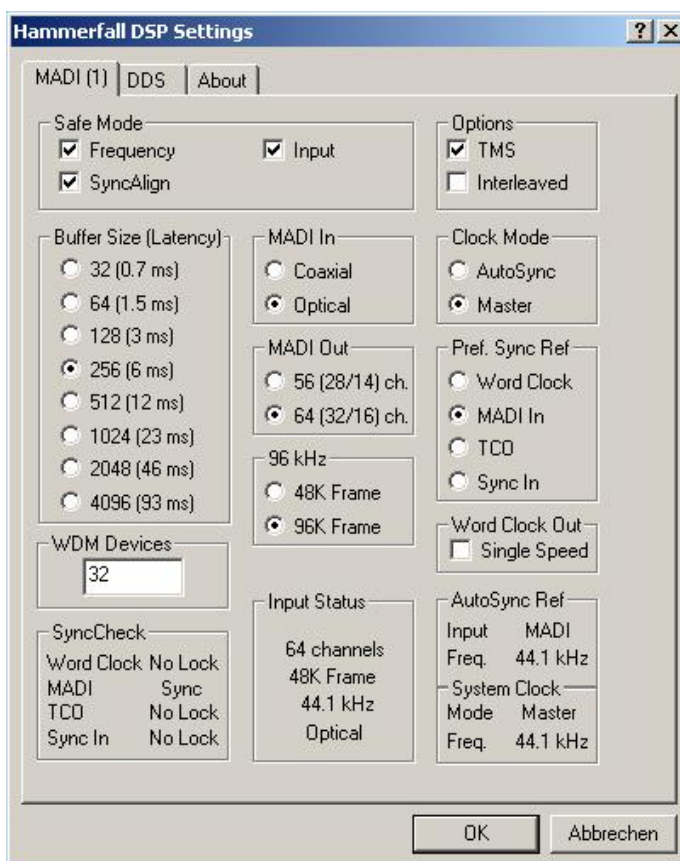 Hammerfall DSP Settings
MADI (1) DDS About
Safe Mode
Frequency Input
SyncAlign
Options
TMS
Interleaved
Buffer Size (Latency)
32 (0.7 ms)
64 (1.5 ms)
128 (3 ms)
256 (6 ms)
512 (12 ms)
1024 (23 ms)
2048 (46 ms)
4096 (93 ms)
MADI In
Coaxial
Optical
Clock Mode
AutoSync
Master
MADI Out
56 (28/14) ch.
64 (32/16) ch.
Pref. Sync Ref
Word Clock
MADI In
TCO
Sync In
96 kHz
48K Frame
96K Frame
Word Clock Out
Single Speed
WDM Devices
32
SyncCheck
Word Clock No Lock
MADI Sync
TCO No Lock
Sync In No Lock
Input Status
64 channels
48K Frame
44.1 kHz
Optical
AutoSync Ref
Input MADI
Freq. 44.1 kHz
System Clock
Mode Master
Freq. 44.1 kHz
OK Abbrechen